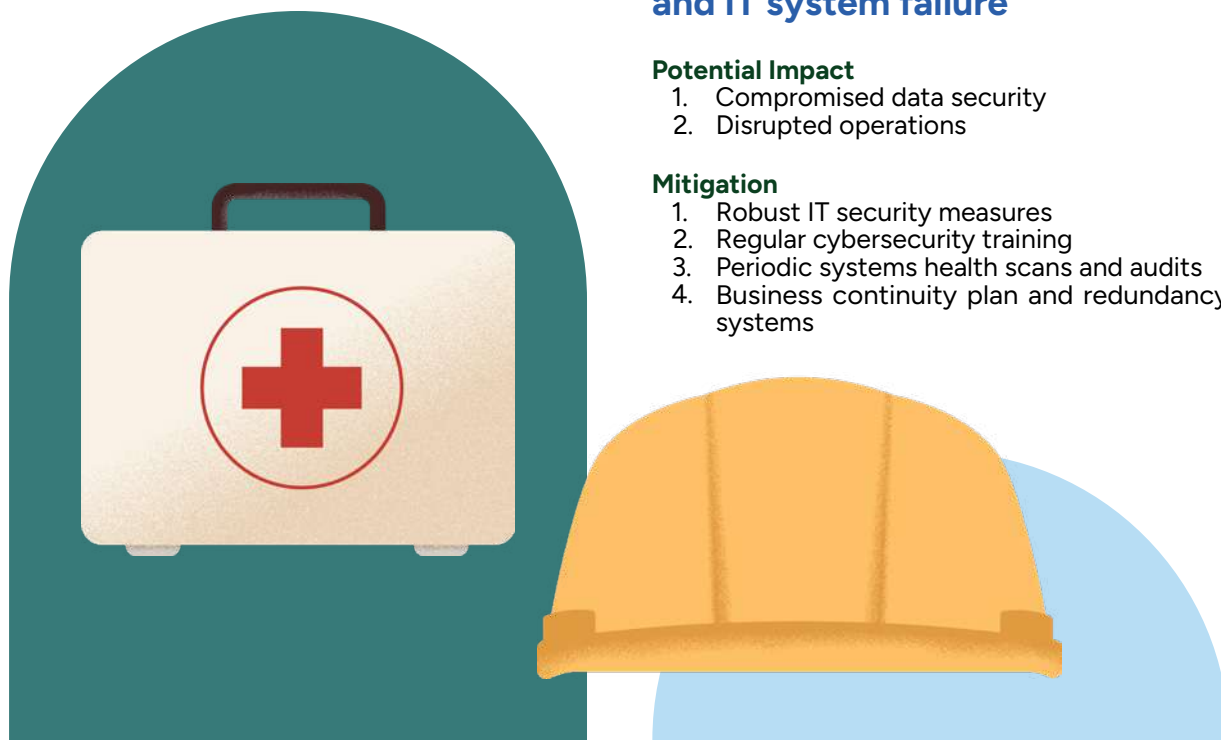 and IT system failure
Potential Impact
1. Compromised data security
2. Disrupted operations
Mitigation
1. Robust IT security measures
2. Regular cybersecurity training
3. Periodic systems health scans and audits
4. Business continuity plan and redundancy
systems